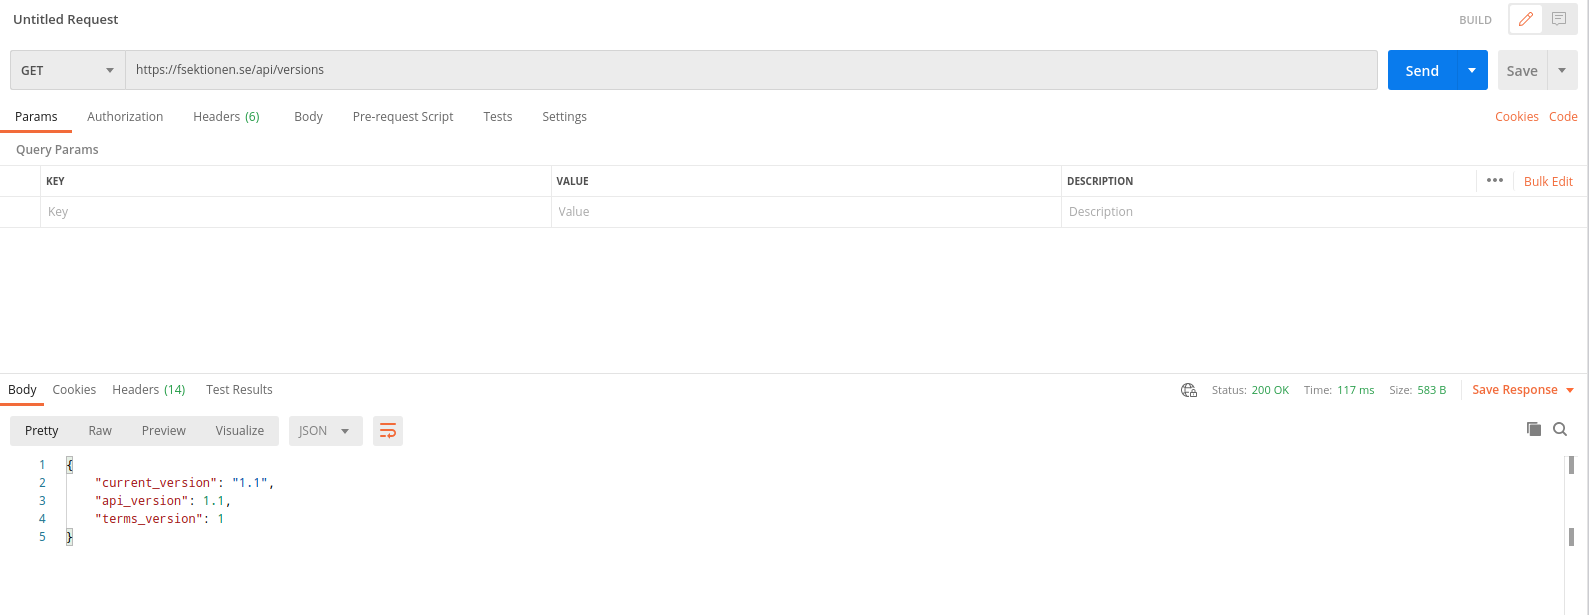 Untitled Request
BUILD
GET
https://fsektionen.se/api/versions
Send
Save
Params Authorization Headers (6) Body Pre-request Script Tests Settings
Cookies Code
Query Params
KEY VALUE DESCRIPTION ••• Bulk Edit
Key Value Description
Body Cookies Headers (14) Test Results
Status: 200 OK Time: 117 ms Size: 583 B Save Response
Pretty Raw Preview Visualize JSON
1 {
2 "current_version": "1.1",
3 "api_version": 1.1,
4 "terms_version": 1
5 }